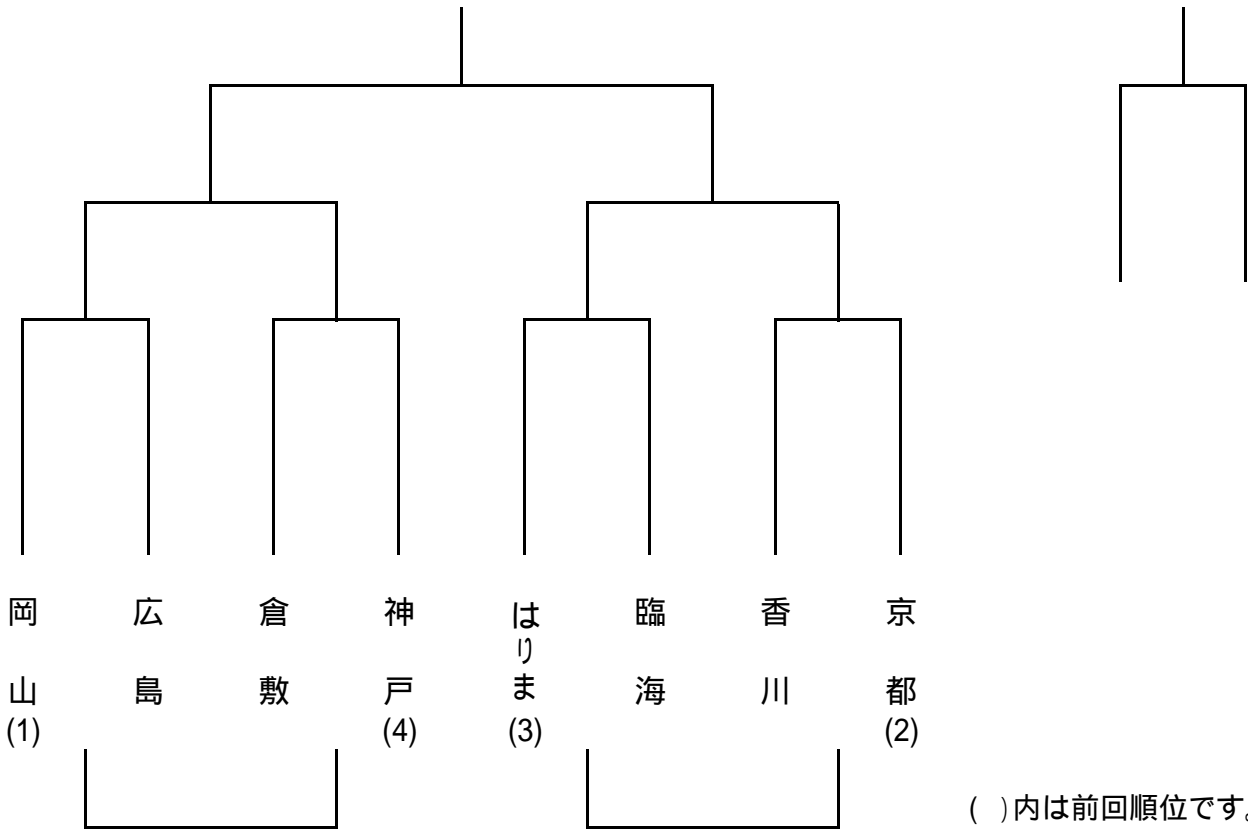 岡山
(1)
広島
倉敷
神戸
(4)
はりま
(3)
臨海
香川
京都
(2)
(　)内は前回順位です。